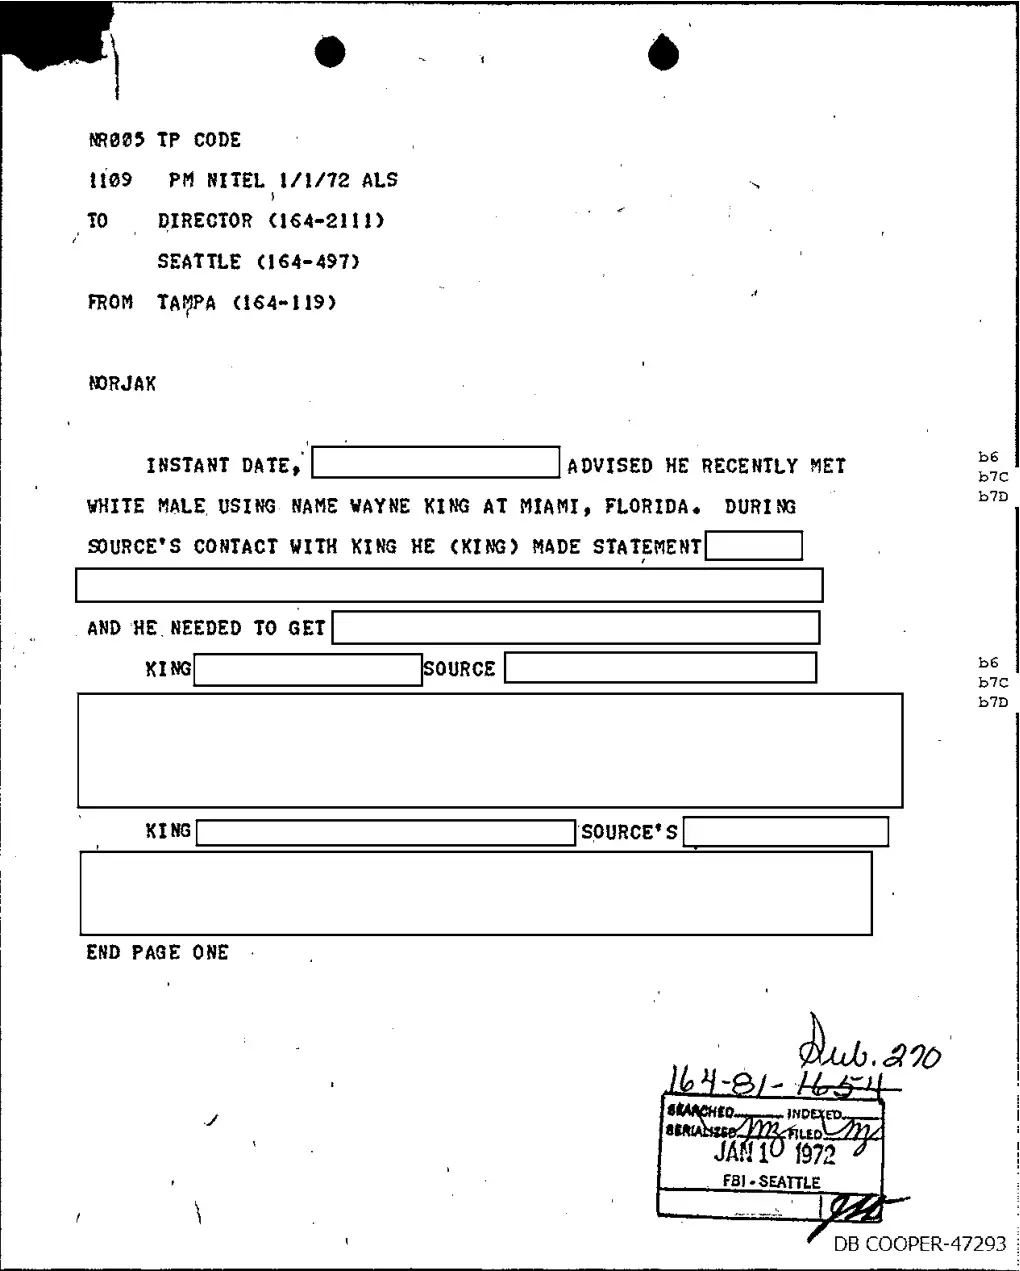 NR005 TP CODE
1109 PM NITEL 1/1/72 ALS
TO DIRECTOR (164-2111)
SEATTLE (164-497)
FROM TAMPA (164-119)
NORJAK
INSTANT DATE, ADVISED HE RECENTLY MET
b6
b7C
b7D
WHITE MALE USING NAME WAYNE KING AT MIAMI, FLORIDA. DURING
SOURCE'S CONTACT WITH KING HE (KING) MADE STATEMENT
AND HE NEEDED TO GET
KING SOURCE
b6
b7C
b7D
KING SOURCE'S
END PAGE ONE
Sub. 270
164-81-1654
SEARCHED INDEXED
SERIALIZED FILED
JAN 10 1972
FBI - SEATTLE
DB COOPER-47293